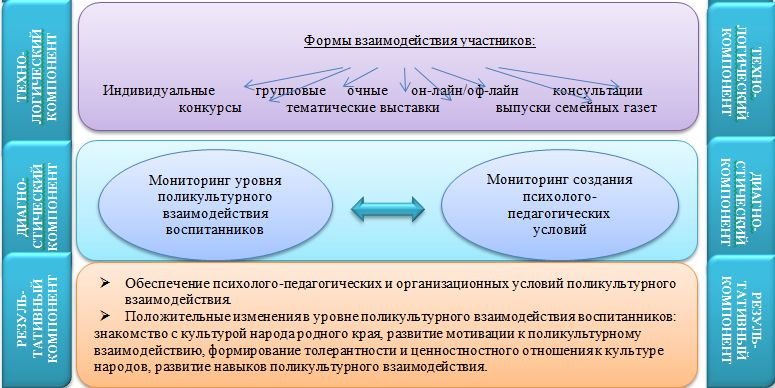 ТЕХНО-
ЛОГИЧЕСКИЙ
КОМПОНЕНТ
Формы взаимодействия участников:
Индивидуальные групповые очные он-лайн/оф-лайн консультации
конкурсы тематические выставки выпуски семейных газет
ТЕХНО-
ЛОГИЧЕСКИЙ
КОМПОНЕНТ
ДИАГНО-
СТИЧЕСКИЙ
КОМПОНЕНТ
Мониторинг уровня
поликультурного
взаимодействия
воспитанников
Мониторинг создания
психолого-
педагогических
условий
ДИАГНО-
СТИЧЕСКИЙ
КОМПОНЕНТ
РЕЗУЛЬ-
ТАТИВНЫЙ
КОМПОНЕНТ
Обеспечение психолого-педагогических и организационных условий поликультурного
взаимодействия.
Положительные изменения в уровне поликультурного взаимодействия воспитанников:
знакомство с культурой народа родного края, развитие мотивации к поликультурному
взаимодействию, формирование толерантности и ценностного отношения к культуре
народов, развитие навыков поликультурного взаимодействия.
РЕЗУЛЬ-
ТАТИВНЫЙ
КОМПОНЕНТ